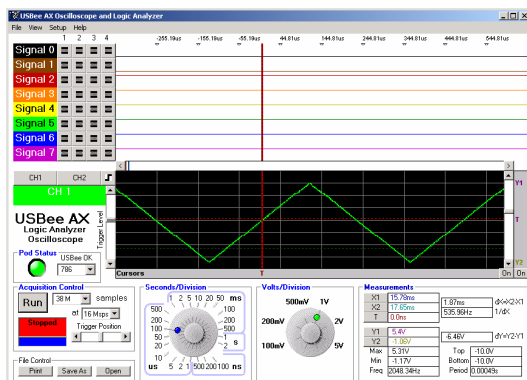 USBee AX Oscilloscope and Logic Analyzer
File View Setup Help
1 2 3 4
-255.19us -155.19us -55.19us 44.81us 144.81us 244.81us 344.81us 444.81us 544.81us
Signal 0
Signal 1
Signal 2
Signal 3
Signal 4
Signal 5
Signal 6
Signal 7
CH1 CH2
CH 1
Y1
T
Y2
Trigger Level
USBee AX
Logic Analyzer
Oscilloscope
Pod Status USBee OK
786
Cursors T On On
Acquisition Control
Run 38 M samples
at 16 Msps
Stopped
Trigger Position
File Control
Print Save As Open
Seconds/Division
1 2 5 10 20 50 ms
500 100
200 200
100 500
50 1 s
20 2
10 5
us 5 2 1 500 200 100 ns
Volts/Division
500mV 1V
200mV 2V
100mV 5V
Measurements
X1 15.78ms
X2 17.65ms
T 0.0ns
1.87ms dX=X2-X1
535.96Hz 1/dX
Y1 5.4V
Y2 -1.06V
-6.46V dY=Y2-Y1
Max 5.31V Top -10.0V
Min -1.17V Bottom -10.0V
Freq 2048.34Hz Period 0.00049s